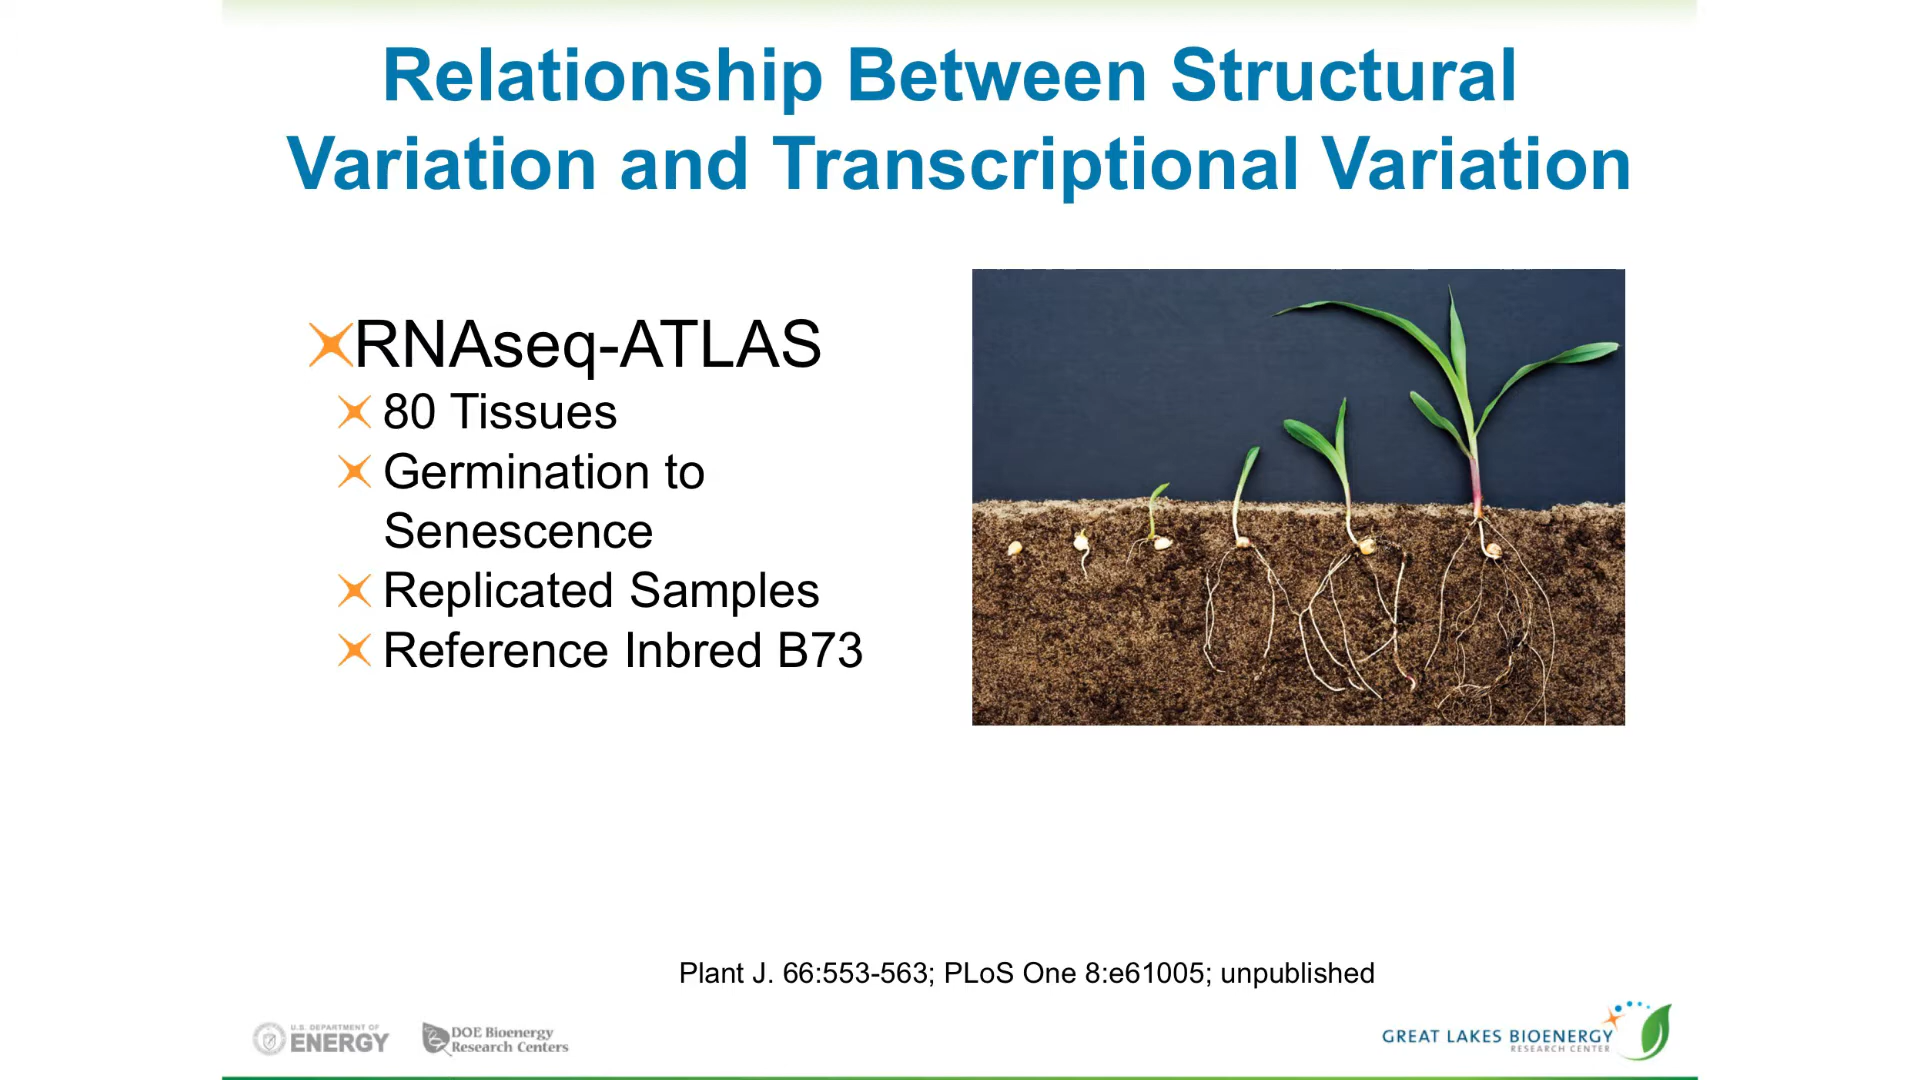 Relationship Between Structural
Variation and Transcriptional Variation
RNAseq-ATLAS
80 Tissues
Germination to
Senescence
Replicated Samples
Reference Inbred B73
Plant J. 66:553-563; PLoS One 8:e61005; unpublished
U.S. DEPARTMENT OF
ENERGY
DOE Bioenergy
Research Centers
GREAT LAKES BIOENERGY
RESEARCH CENTER